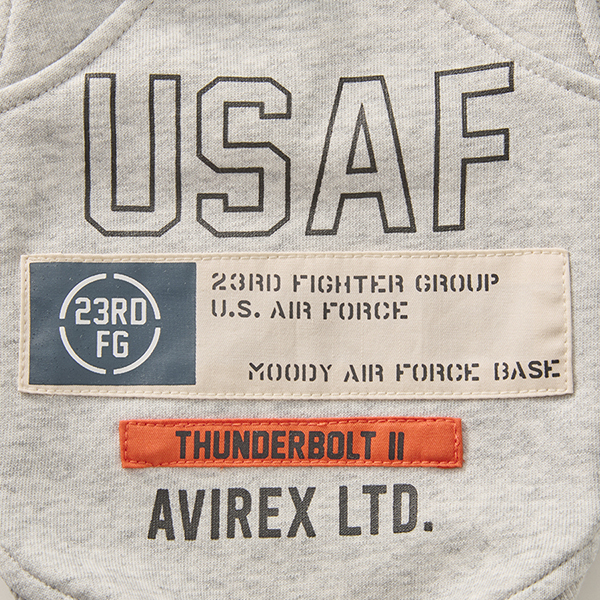 USAF
23RD
FG
23RD FIGHTER GROUP
U.S. AIR FORCE
MOODY AIR FORCE BASE
THUNDERBOLT II
AVIREX LTD.